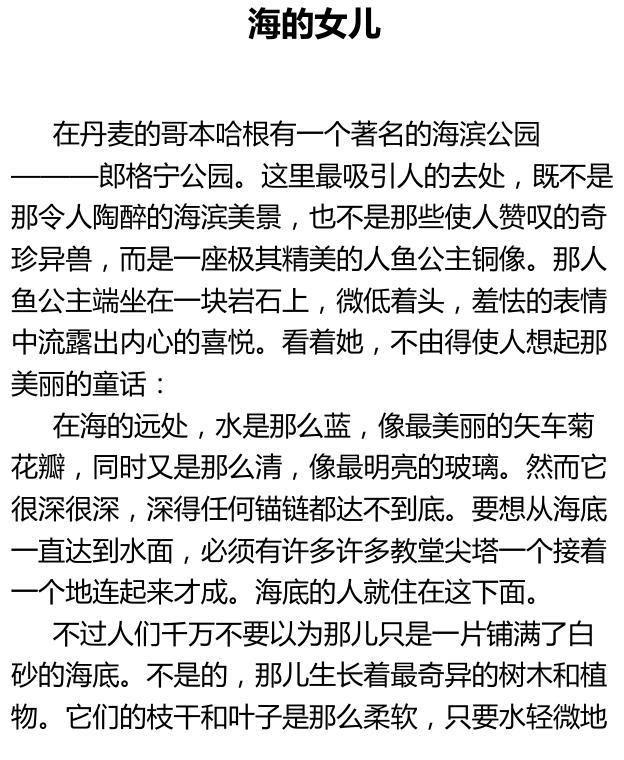 海的女儿
在丹麦的哥本哈根有一个著名的海滨公园
———郎格宁公园。这里最吸引人的去处，既不是
那令人陶醉的海滨美景，也不是那些使人赞叹的奇
珍异兽，而是一座极其精美的人鱼公主铜像。那人
鱼公主端坐在一块岩石上，微低着头，羞怯的表情
中流露出内心的喜悦。看着她，不由得使人想起那
美丽的童话：
在海的远处，水是那么蓝，像最美丽的矢车菊
花瓣，同时又是那么清，像最明亮的玻璃。然而它
很深很深，深得任何锚链都达不到底。要想从海底
一直达到水面，必须有许多许多教堂尖塔一个接着
一个地连起来才成。海底的人就住在这下面。
不过人们千万不要以为那儿只是一片铺满了白
砂的海底。不是的，那儿生长着最奇异的树木和植
物。它们的枝干和叶子是那么柔软，只要水轻微地